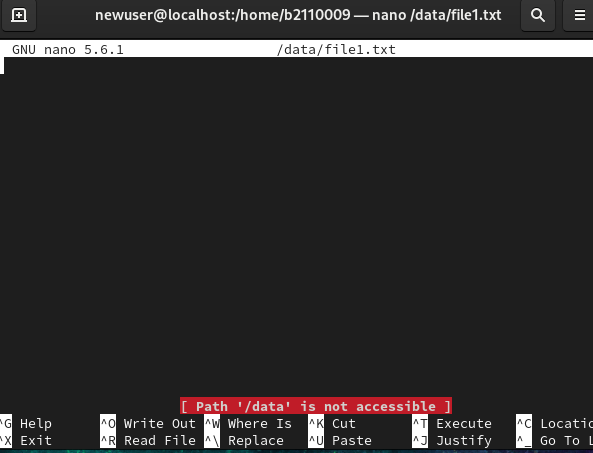 newuser@localhost:/home/b2110009 — nano /data/file1.txt
GNU nano 5.6.1 /data/file1.txt
[ Path '/data' is not accessible ]
^G Help ^O Write Out ^W Where Is ^K Cut ^T Execute ^C Locatio
^X Exit ^R Read File ^\ Replace ^U Paste ^J Justify ^_ Go To L